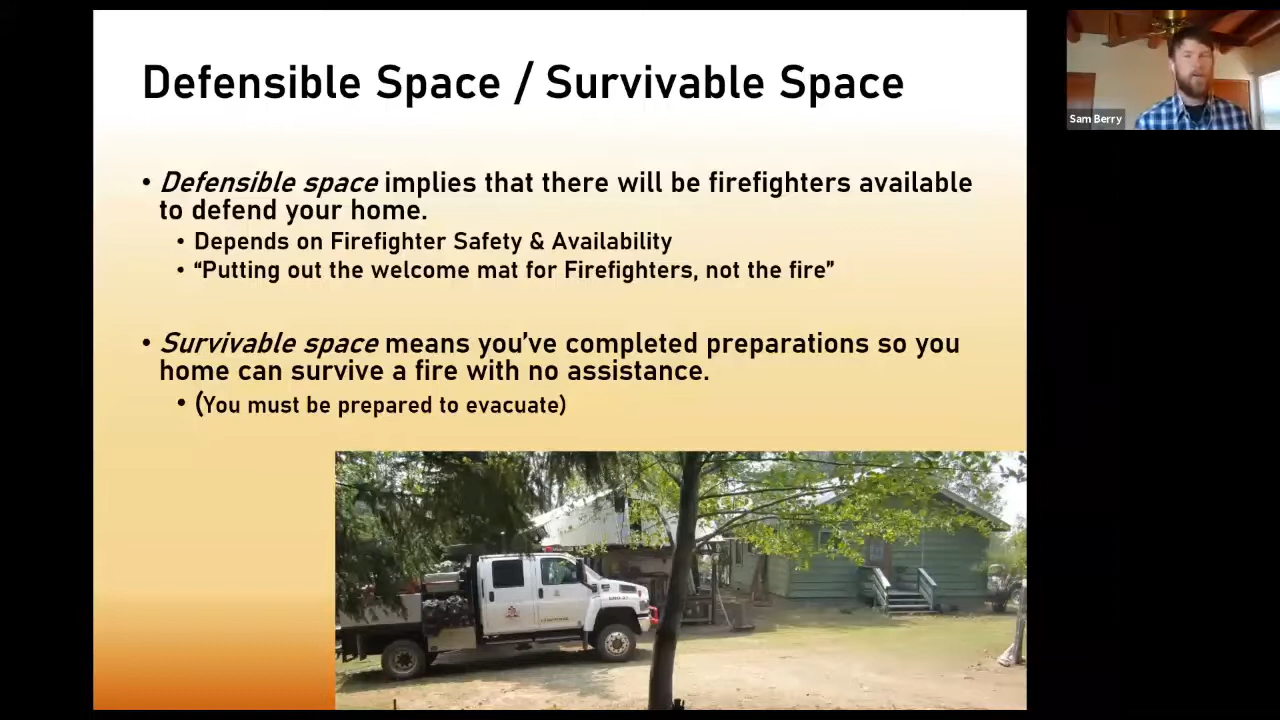 Defensible Space / Survivable Space
Sam Berry
• Defensible space implies that there will be firefighters available
to defend your home.
• Depends on Firefighter Safety & Availability
• “Putting out the welcome mat for Firefighters, not the fire”
• Survivable space means you’ve completed preparations so you
home can survive a fire with no assistance.
• (You must be prepared to evacuate)